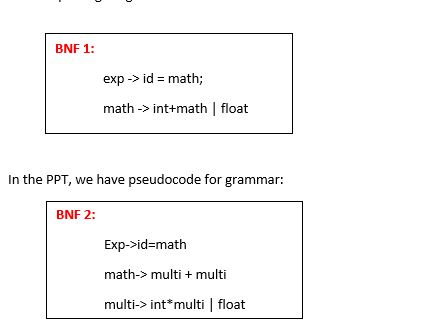 BNF 1:
exp -> id = math;
math -> int+math | float
In the PPT, we have pseudocode for grammar:
BNF 2:
Exp->id=math
math-> multi + multi
multi-> int*multi | float